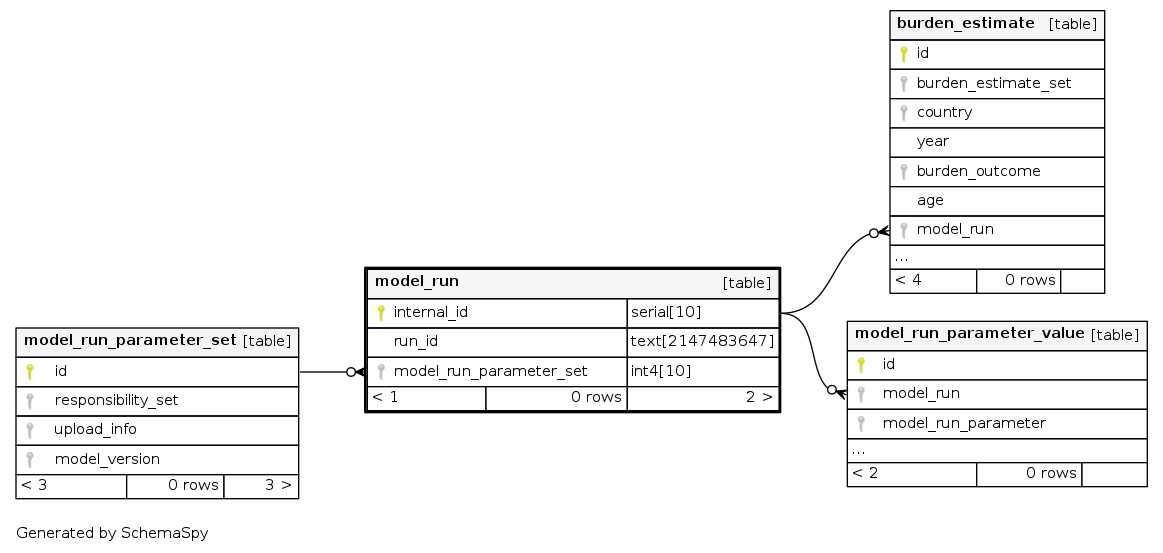 burden_estimate [table]
id
burden_estimate_set
country
year
burden_outcome
age
model_run
...
< 4 0 rows
model_run [table]
internal_id serial[10]
run_id text[2147483647]
model_run_parameter_set int4[10]
< 1 0 rows 2 >
model_run_parameter_set [table]
id
responsibility_set
upload_info
model_version
< 3 0 rows 3 >
model_run_parameter_value [table]
id
model_run
model_run_parameter
...
< 2 0 rows
Generated by SchemaSpy